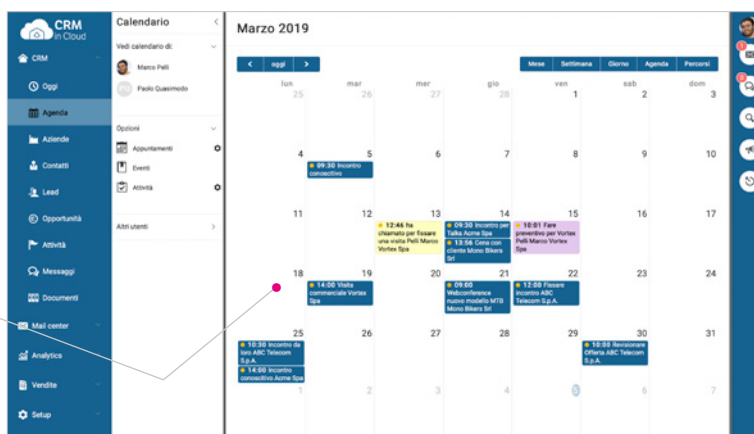 CRM
in Cloud
CRM
Oggi
Agenda
Aziende
Contatti
Lead
Opportunità
Attività
Messaggi
Documenti
Mail center
Analytics
Vendite
Setup
Calendario
Vedi calendario di:
Marco Pelli
Paolo Quasimodo
Opzioni
Appuntamenti
Eventi
Attività
Altri utenti
Marzo 2019
oggi
Mese Settimana Giorno Agenda Percorsi
lun mar mer gio ven sab dom
25 26 27 28 1 2 3
4 5 6 7 8 9 10
09:30 Incontro
conoscitivo
11 12 13 14 15 16 17
12:46 ha
chiamato per fissare
una visita Pelli Marco
Vortex Spa
09:30 Incontro per
Talks Acme Spa
13:56 Cena con
cliente Mono Bikers
Srl
10:01 Fare
preventivo per Vortex
Pelli Marco Vortex
Spa
18 19 20 21 22 23 24
14:00 Visita
commerciale Vortex
Spa
09:00
Webconference
nuovo modello MTB
Mono Bikers Srl
12:00 Fissare
incontro ABC
Telecom S.p.A.
25 26 27 28 29 30 31
10:30 Incontro da
loro ABC Telecom
S.p.A.
14:00 Incontro
conoscitivo Acme Spa
10:00 Revisionare
Offerta ABC Telecom
S.p.A.
1 2 3 4 5 6 7